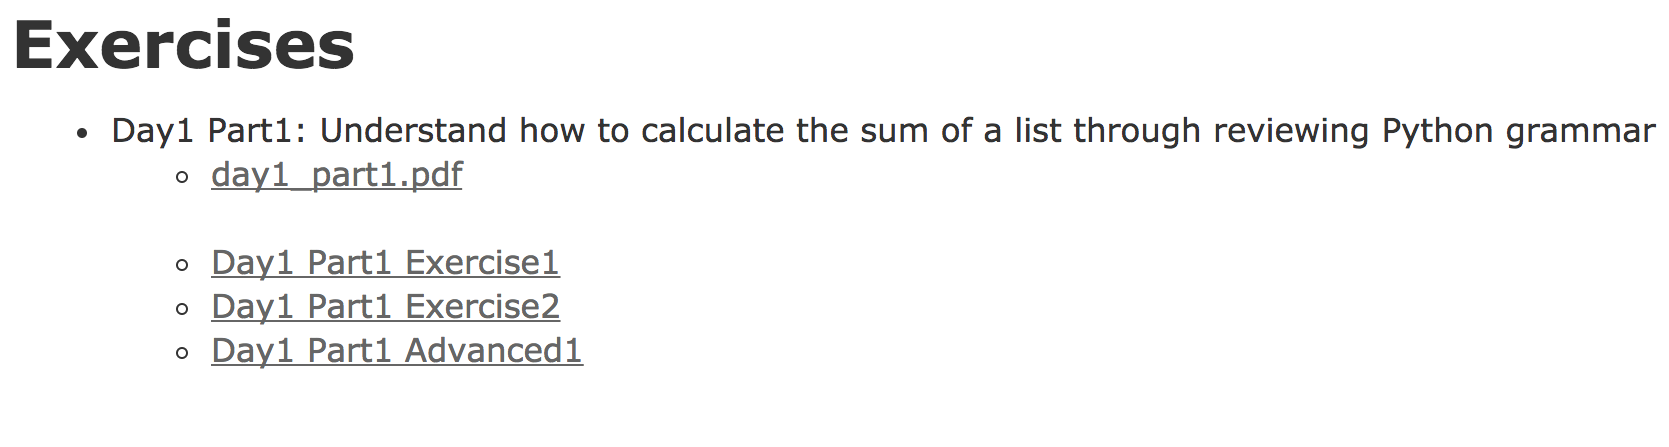 Exercises
Day1 Part1: Understand how to calculate the sum of a list through reviewing Python grammar
day1_part1.pdf
Day1 Part1 Exercise1
Day1 Part1 Exercise2
Day1 Part1 Advanced1